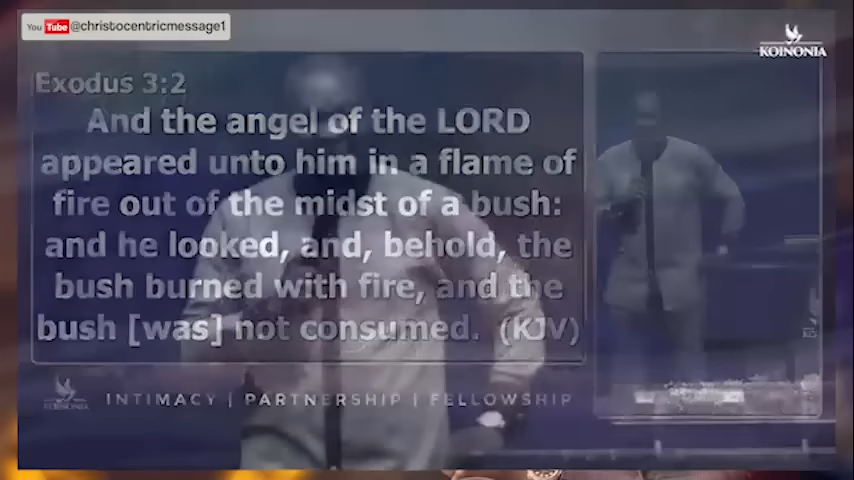 You Tube @christocentricmessage1
KOINONIA
Exodus 3:2
And the angel of the LORD
appeared unto him in a flame of
fire out of the midst of a bush:
and he looked, and, behold, the
bush burned with fire, and the
bush [was] not consumed. (KJV)
KOINONIA
INTIMACY | PARTNERSHIP | FELLOWSHIP